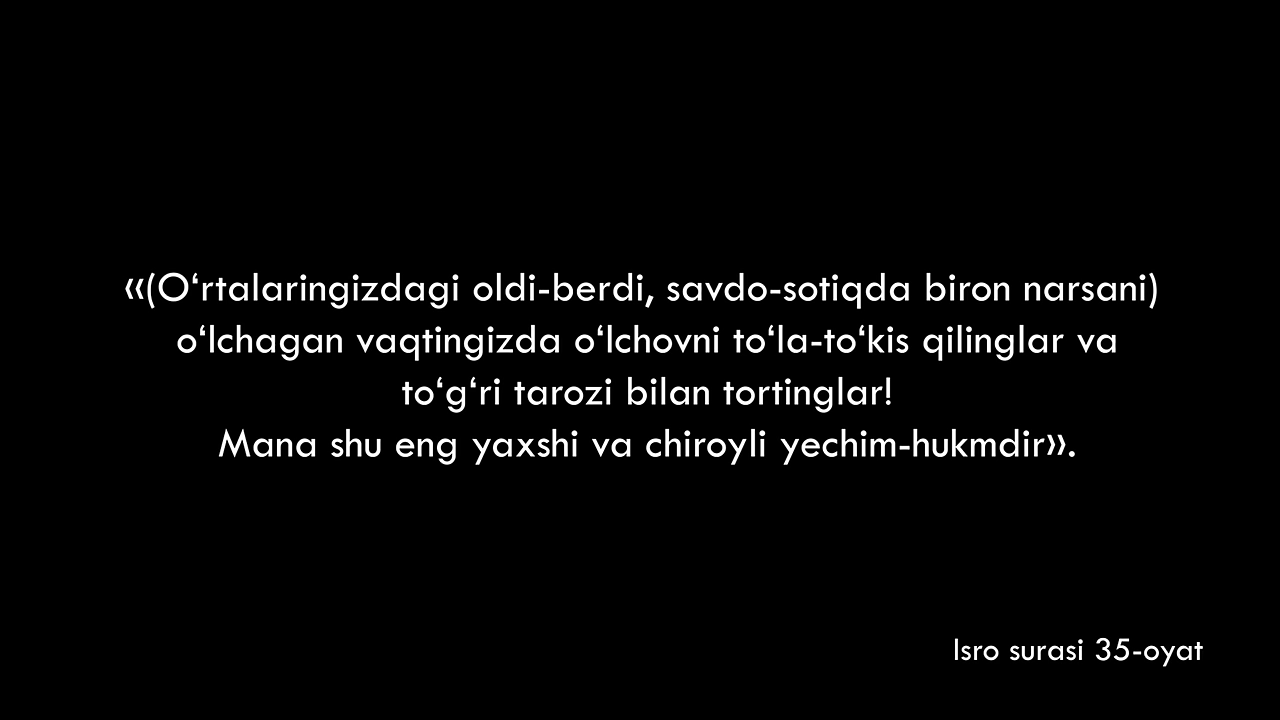 «(O‘rtalaringizdagi oldi-berdi, savdo-sotiqda biron narsani)
o‘lchagan vaqtingizda o‘lchovni to‘la-to‘kis qilinglar va
to‘g‘ri tarozi bilan tortinglar!
Mana shu eng yaxshi va chiroyli yechim-hukmdir».
Isro surasi 35-oyat